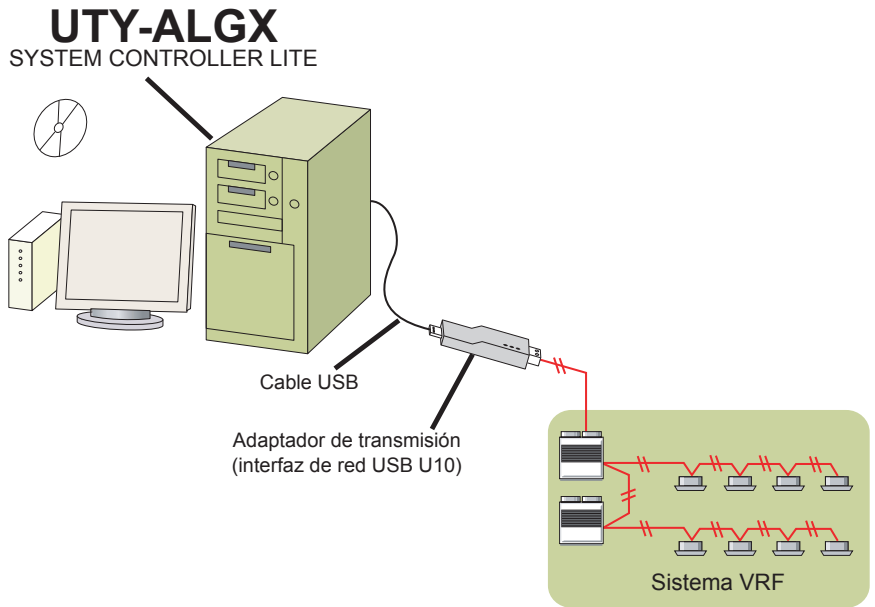 UTY-ALGX
SYSTEM CONTROLLER LITE
Cable USB
Adaptador de transmisión
(interfaz de red USB U10)
Sistema VRF